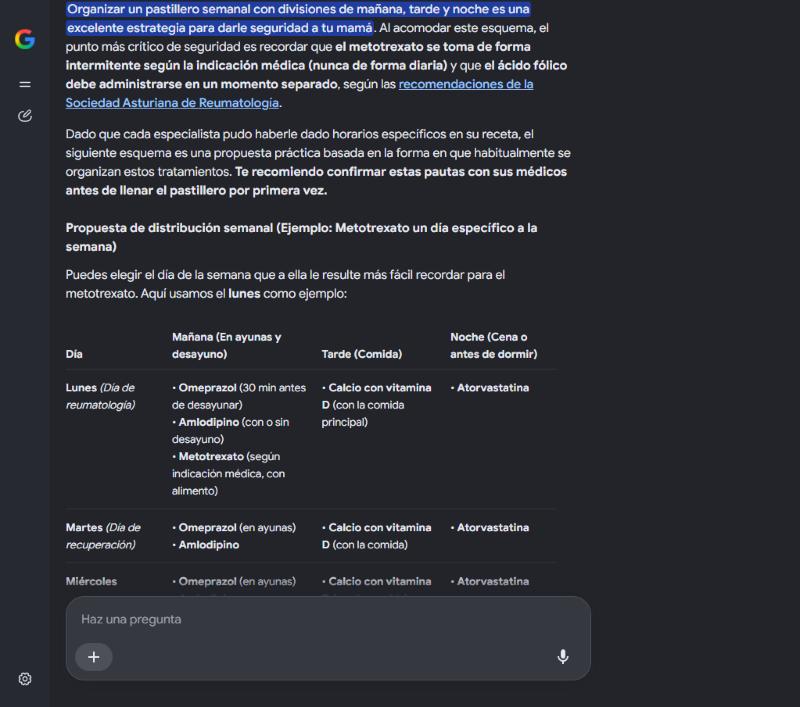 Organizar un pastillero semanal con divisiones de mañana, tarde y noche es una
excelente estrategia para darle seguridad a tu mamá. Al acomodar este esquema, el
punto más crítico de seguridad es recordar que el metotrexato se toma de forma
intermitente según la indicación médica (nunca de forma diaria) y que el ácido fólico
debe administrarse en un momento separado, según las recomendaciones de la
Sociedad Asturiana de Reumatología.
Dado que cada especialista pudo haberle dado horarios específicos en su receta, el
siguiente esquema es una propuesta práctica basada en la forma en que habitualmente se
organizan estos tratamientos. Te recomiendo confirmar estas pautas con sus médicos
antes de llenar el pastillero por primera vez.
Propuesta de distribución semanal (Ejemplo: Metotrexato un día específico a la
semana)
Puedes elegir el día de la semana que a ella le resulte más fácil recordar para el
metotrexato. Aquí usamos el lunes como ejemplo:
Día
Mañana (En ayunas y
desayuno)
Tarde (Comida)
Noche (Cena o
antes de dormir)
Lunes (Día de
reumatología)
• Omeprazol (30 min antes
de desayunar)
• Amlodipino (con o sin
desayuno)
• Metotrexato (según
indicación médica, con
alimento)
• Calcio con vitamina
D (con la comida
principal)
• Atorvastatina
Martes (Día de
recuperación)
• Omeprazol (en ayunas)
• Amlodipino
• Calcio con vitamina
D (con la comida)
• Atorvastatina
Miércoles
• Omeprazol (en ayunas)
• Calcio con vitamina
• Atorvastatina
Haz una pregunta